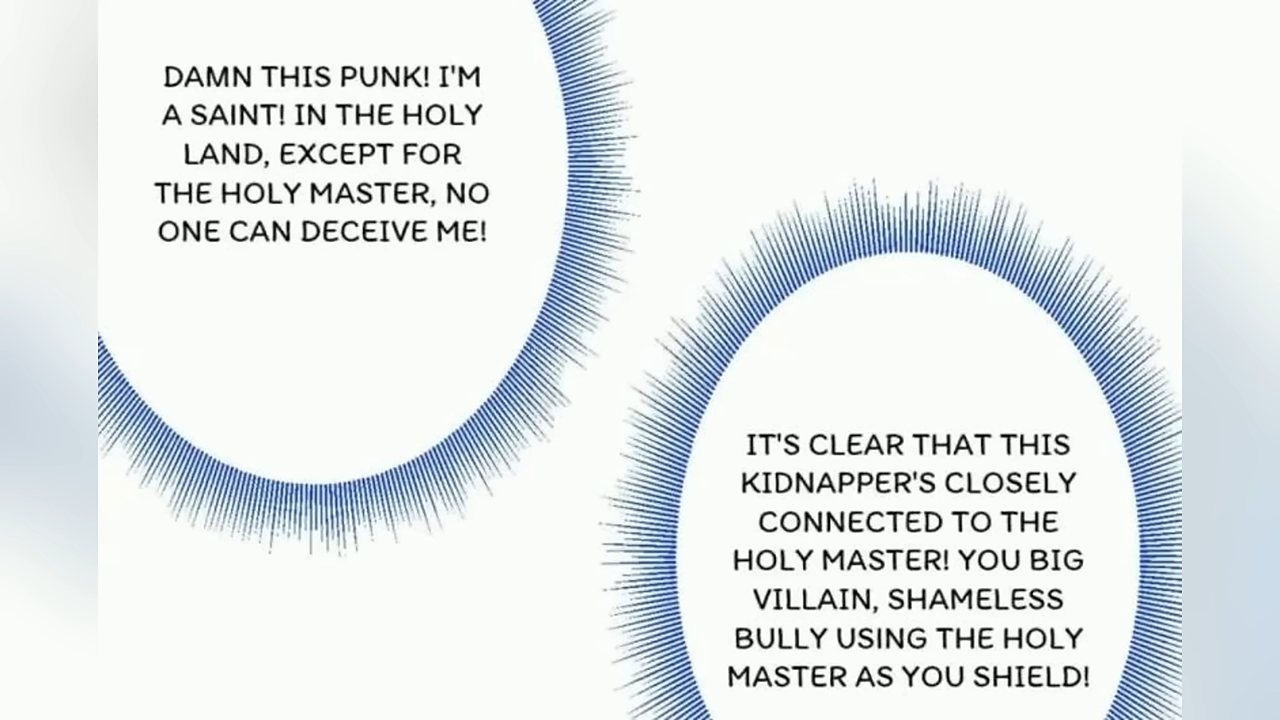 DAMN THIS PUNK! I'M
A SAINT! IN THE HOLY
LAND, EXCEPT FOR
THE HOLY MASTER, NO
ONE CAN DECEIVE ME!
IT'S CLEAR THAT THIS
KIDNAPPER'S CLOSELY
CONNECTED TO THE
HOLY MASTER! YOU BIG
VILLAIN, SHAMELESS
BULLY USING THE HOLY
MASTER AS YOU SHIELD!